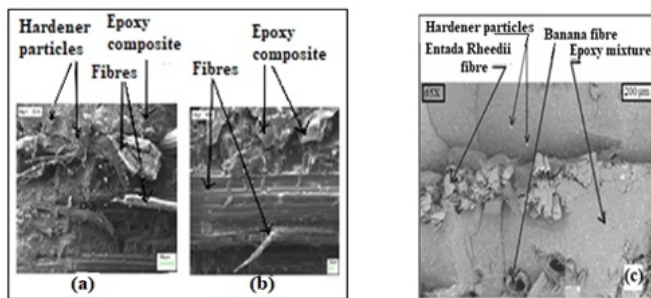 Hardener
particles
Epoxy
composite
Fibres
Fibres
Epoxy
composite
(a)
(b)
Hardener particles
Banana fibre
Entada Rheedii
fibre
Epoxy mixture
65X
200 µm
(c)